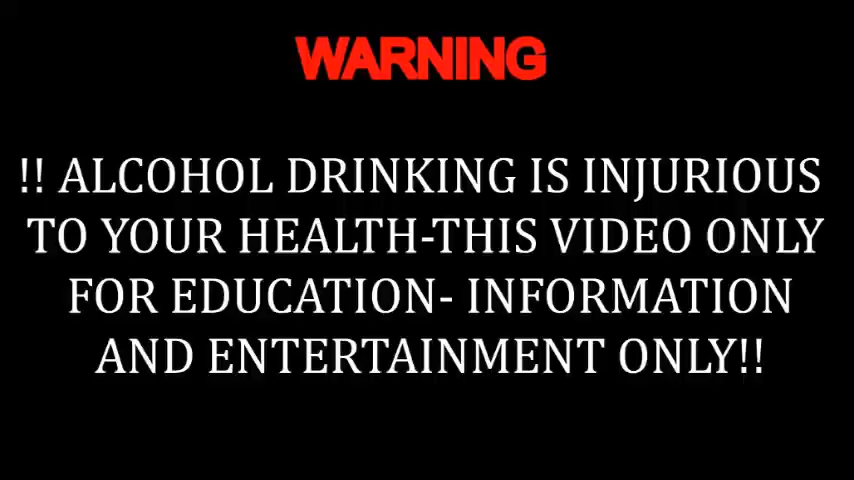 WARNING
!! ALCOHOL DRINKING IS INJURIOUS
TO YOUR HEALTH-THIS VIDEO ONLY
FOR EDUCATION- INFORMATION
AND ENTERTAINMENT ONLY!!